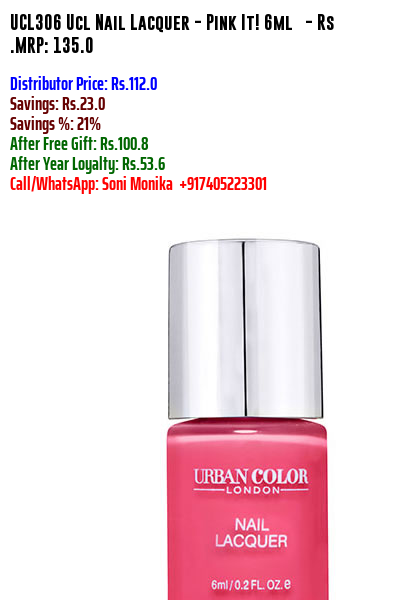 UCL306 Ucl Nail Lacquer - Pink It! 6ml - Rs
.MRP: 135.0
Distributor Price: Rs.112.0
Savings: Rs.23.0
Savings %: 21%
After Free Gift: Rs.100.8
After Year Loyalty: Rs.53.6
Call/WhatsApp: Soni Monika +917405223301
URBAN COLOR
LONDON
NAIL
LACQUER
6ml/0.2 FL. OZ. e